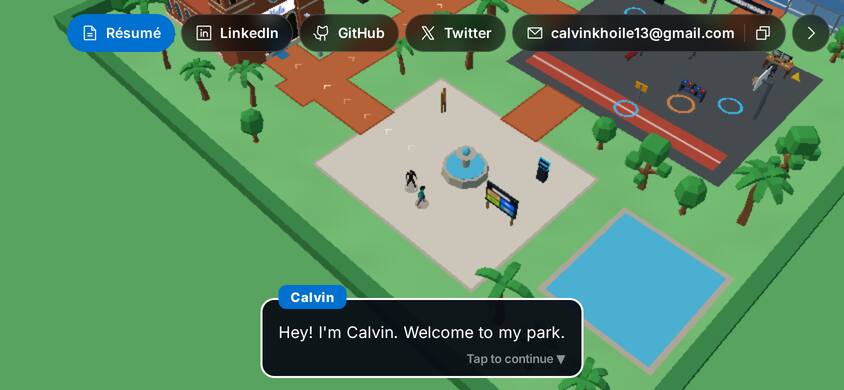 Résumé
LinkedIn
GitHub
Twitter
calvinkhoile13@gmail.com
Calvin
Hey! I'm Calvin. Welcome to my park.
Tap to continue ▼